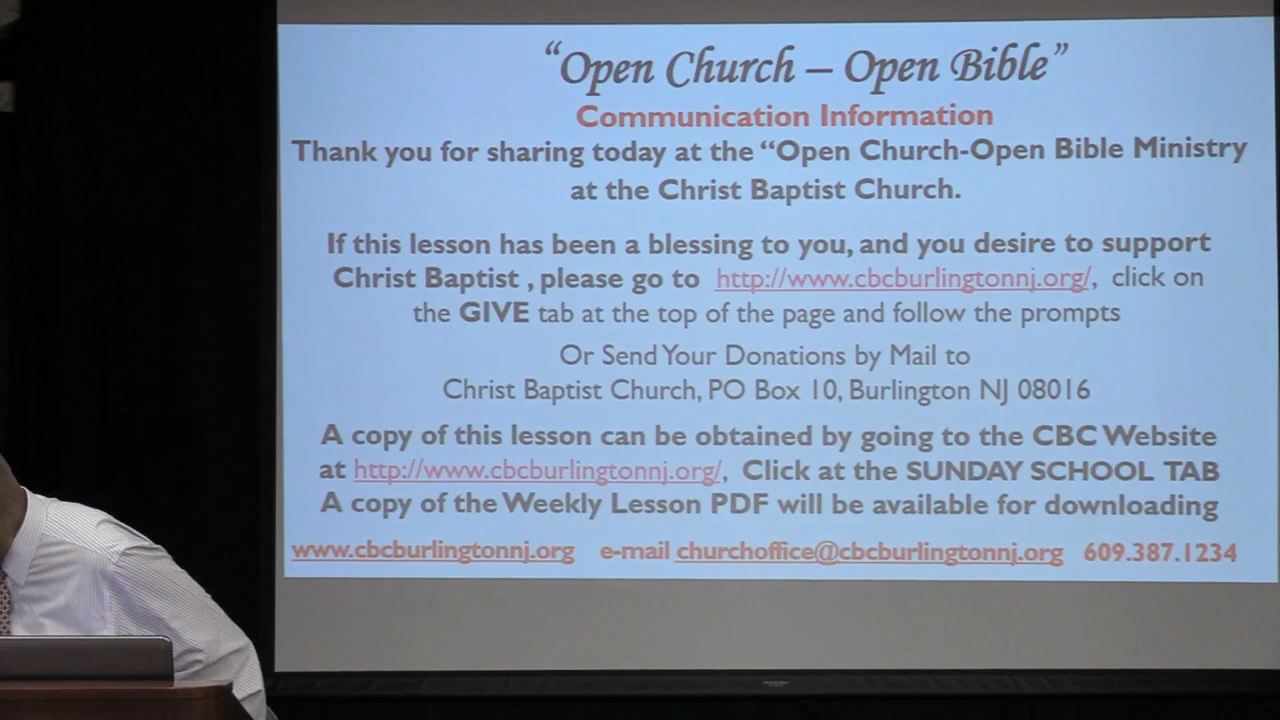 “Open Church – Open Bible”
Communication Information
Thank you for sharing today at the “Open Church-Open Bible Ministry
at the Christ Baptist Church.
If this lesson has been a blessing to you, and you desire to support
Christ Baptist , please go to http://www.cbcburlingtonnj.org/, click on
the GIVE tab at the top of the page and follow the prompts
Or Send Your Donations by Mail to
Christ Baptist Church, PO Box 10, Burlington NJ 08016
A copy of this lesson can be obtained by going to the CBC Website
at http://www.cbcburlingtonnj.org/, Click at the SUNDAY SCHOOL TAB
A copy of the Weekly Lesson PDF will be available for downloading
www.cbcburlingtonnj.org e-mail churchoffice@cbcburlingtonnj.org 609.387.1234